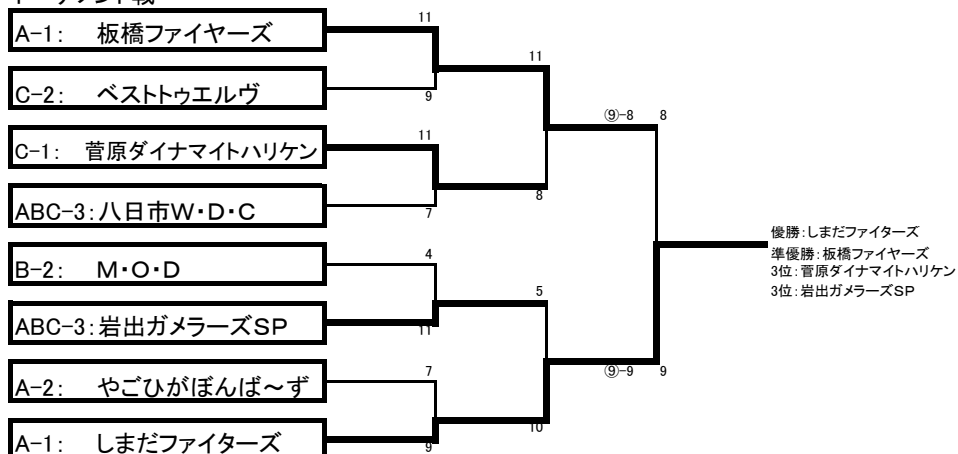 トーナメント戦
11
A-1: 板橋ファイヤーズ
11
C-2: ベストトゥエルヴ
9
⑨-8 8
11
C-1: 菅原ダイナマイトハリケン
8
ABC-3:八日市W・D・C
7
優勝:しまだファイターズ
準優勝:板橋ファイヤーズ
3位:菅原ダイナマイトハリケン
3位:岩出ガメラーズSP
4
B-2: M・O・D
5
ABC-3:岩出ガメラーズSP
11
⑨-9 9
7
A-2: やごひがぼんば~ず
10
A-1: しまだファイターズ
9